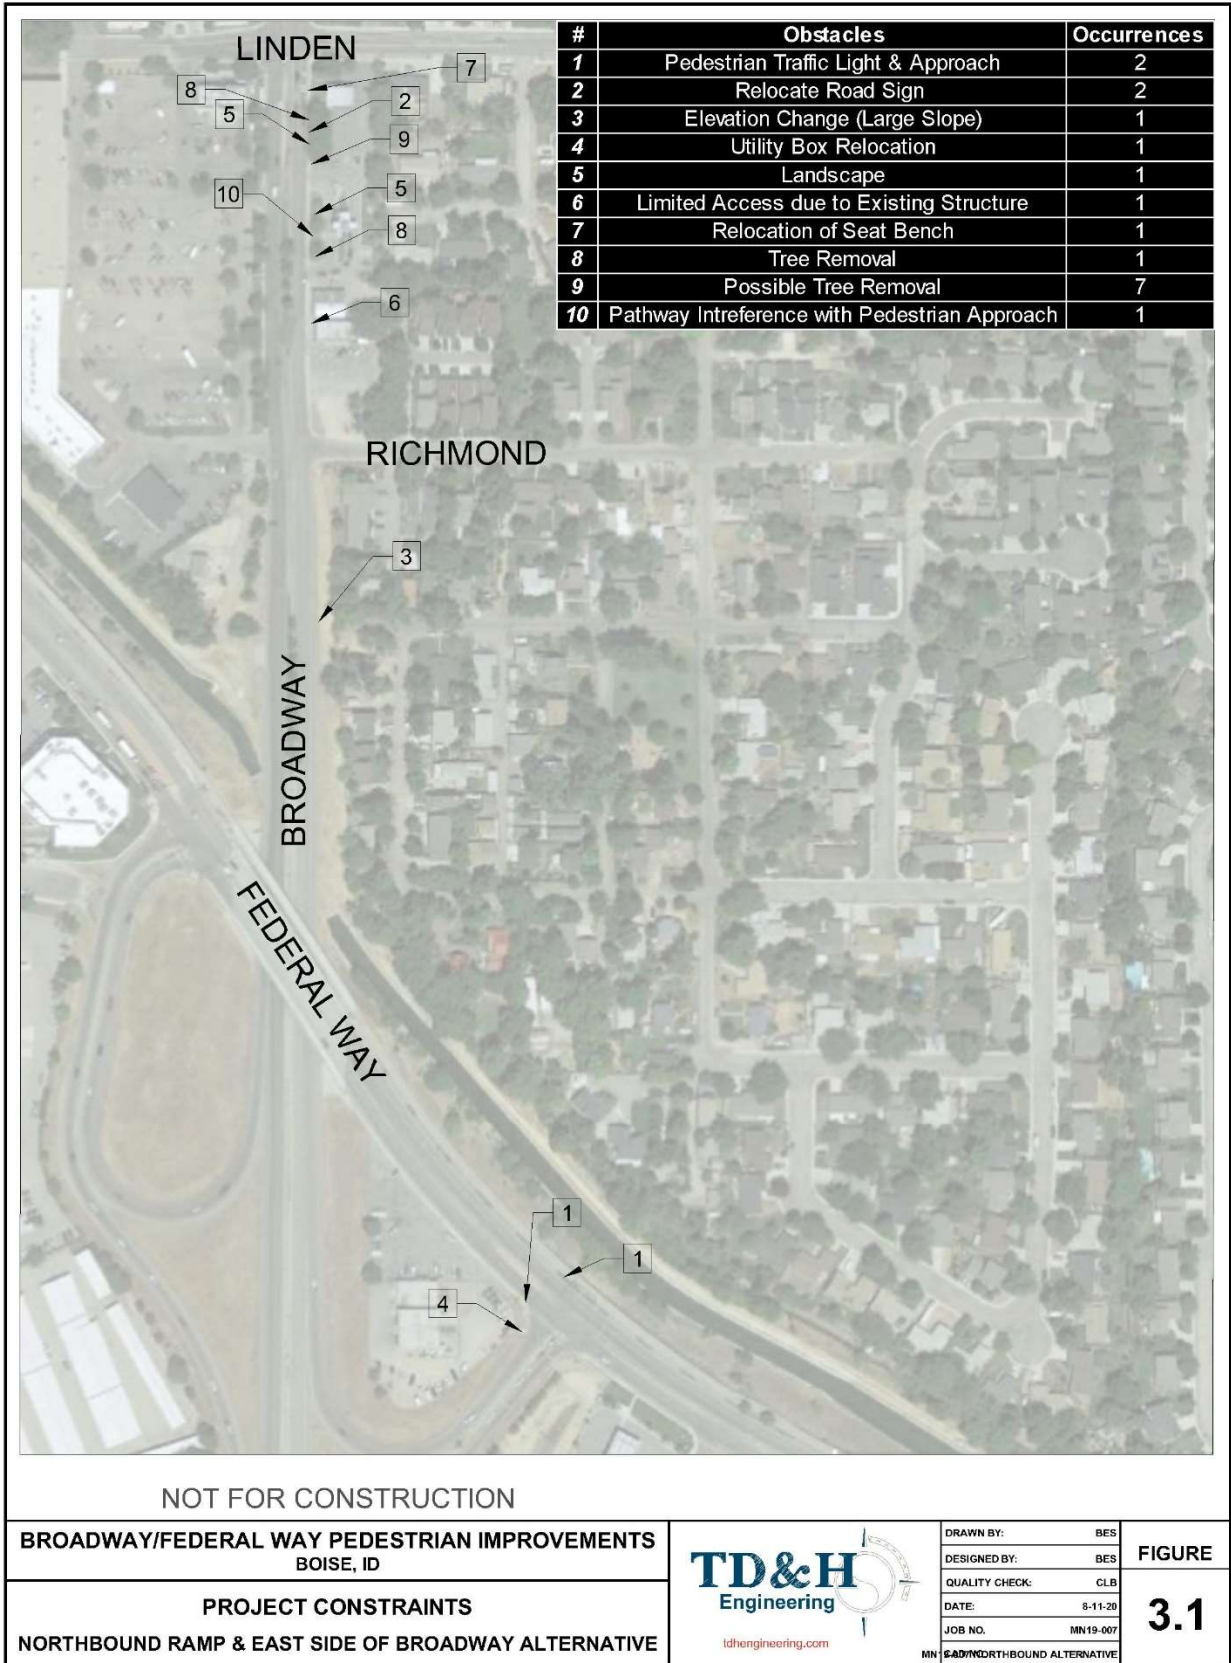 # Obstacles Occurrences
1 Pedestrian Traffic Light & Approach 2
2 Relocate Road Sign 2
3 Elevation Change (Large Slope) 1
4 Utility Box Relocation 1
5 Landscape 1
6 Limited Access due to Existing Structure 1
7 Relocation of Seat Bench 1
8 Tree Removal 1
9 Possible Tree Removal 7
10 Pathway Intreference with Pedestrian Approach 1
LINDEN
7
8
2
5
9
10
5
8
6
RICHMOND
3
BROADWAY
FEDERAL WAY
1
1
4
NOT FOR CONSTRUCTION
BROADWAY/FEDERAL WAY PEDESTRIAN IMPROVEMENTS
BOISE, ID
PROJECT CONSTRAINTS
NORTHBOUND RAMP & EAST SIDE OF BROADWAY ALTERNATIVE
TD&H
Engineering
tdhengineering.com
DRAWN BY: BES
DESIGNED BY: BES
QUALITY CHECK: CLB
DATE: 8-11-20
JOB NO. MN19-007
NORTHBOUND ALTERNATIVE
FIGURE
3.1